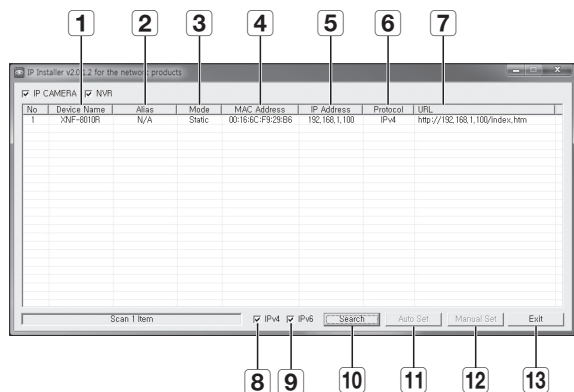 1 2 3 4 5 6 7
IP Installer v2.0.1.2 for the network products
IP CAMERA NVR
No Device Name Alias Mode MAC Address IP Address Protocol URL
1 XNF-8010R N/A Static 00:16:6C:F9:29:B6 192,168,1,100 IPv4 http://192,168,1,100/index,htm
Scan 1 Item IPv4 IPv6 Search Auto Set Manual Set Exit
8 9 10 11 12 13